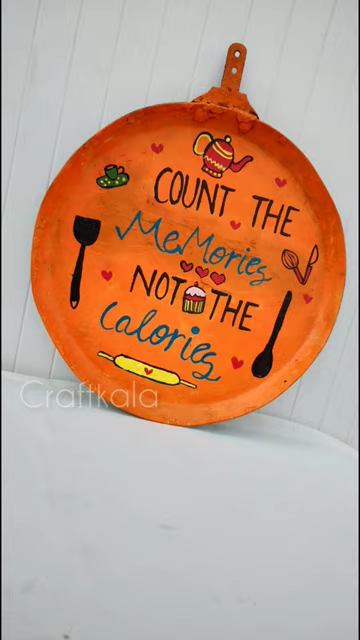 COUNT THE
MeMories
NOT THE
Calories
Craftkala